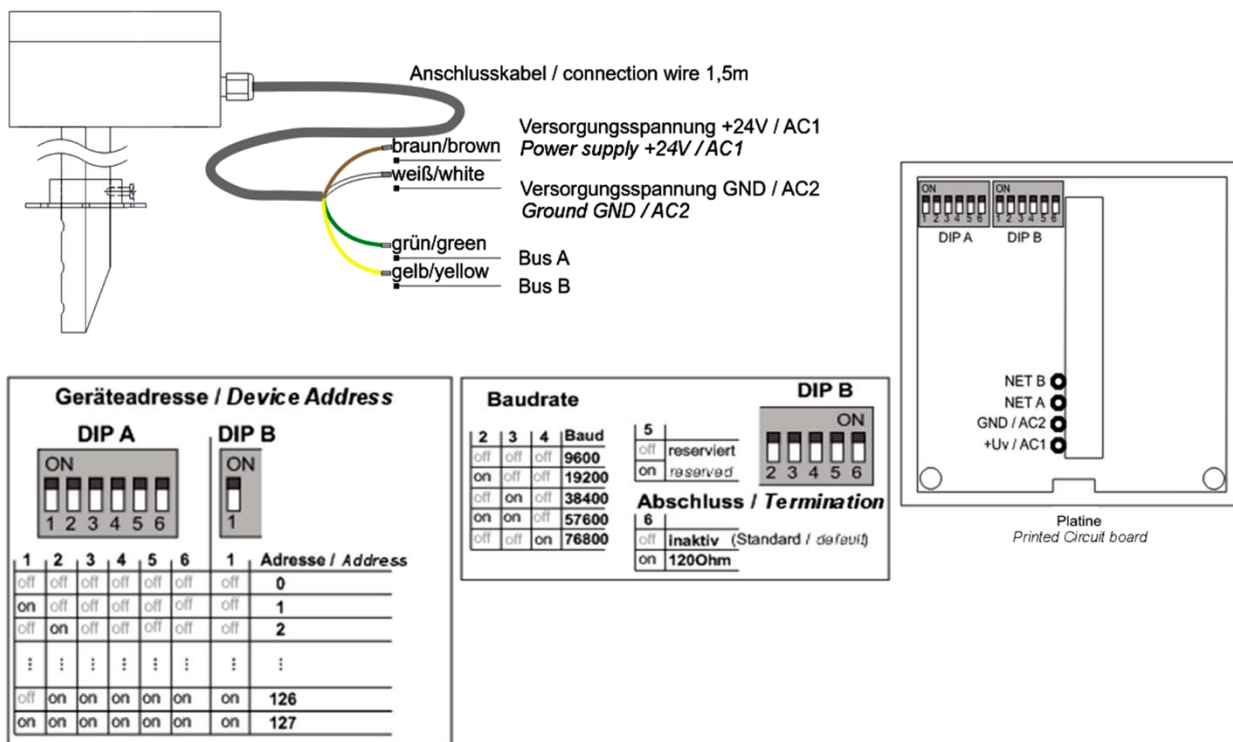 Anschlusskabel / connection wire 1,5m
braun/brown
Versorgungsspannung +24V / AC1
Power supply +24V / AC1
weiß/white
Versorgungsspannung GND / AC2
Ground GND / AC2
grün/green
Bus A
gelb/yellow
Bus B
ON
1 2 3 4 5 6
DIP A
ON
1 2 3 4 5 6
DIP B
NET B
NET A
GND / AC2
+Uv / AC1
Platine
Printed Circuit board
Geräteadresse / Device Address
DIP A
ON
1 2 3 4 5 6
DIP B
ON
1
1 2 3 4 5 6 1 Adresse / Address
off off off off off off off 0
on off off off off off off 1
off on off off off off off 2
⋮ ⋮ ⋮ ⋮ ⋮ ⋮ ⋮ ⋮
off on on on on on on 126
on on on on on on on 127
Baudrate
2 3 4 Baud
off off off 9600
on off off 19200
off on off 38400
on on off 57600
off off on 76800
DIP B
ON
2 3 4 5 6
5
off reserviert
on reserved
Abschluss / Termination
6
off inaktiv (Standard / default)
on 120Ohm